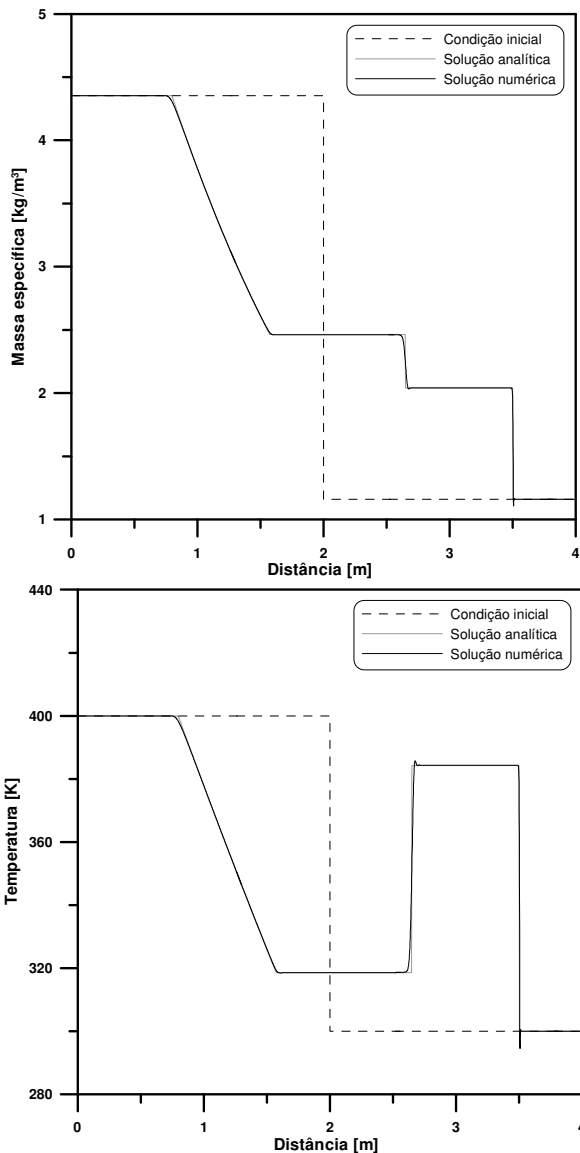 5
Condição inicial
Solução analítica
Solução numérica
4
Massa específica [kg/m³]
3
2
1
0
1
2
3
4
Distância [m]
440
Condição inicial
Solução analítica
Solução numérica
400
Temperatura [K]
360
320
280
0
1
2
3
4
Distância [m]